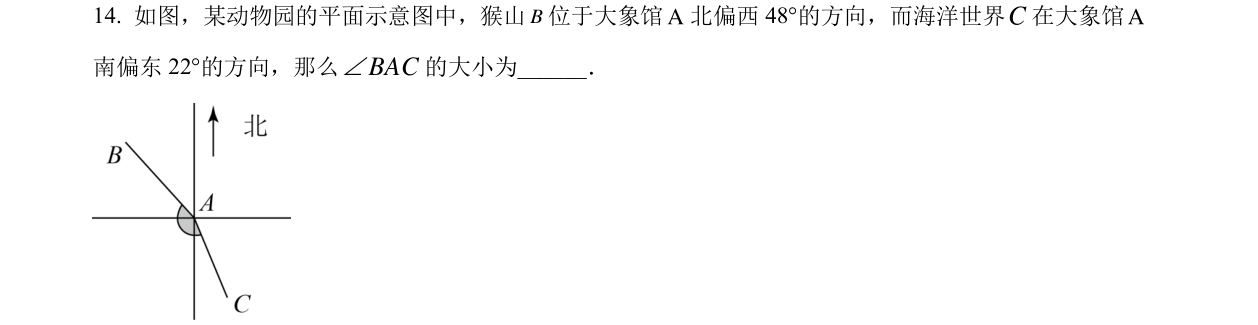 14. 如图，某动物园的平面示意图中，猴山 B 位于大象馆 A 北偏西 48°的方向，而海洋世界 C 在大象馆 A
南偏东 22°的方向，那么∠BAC 的大小为______．
北
B
A
C